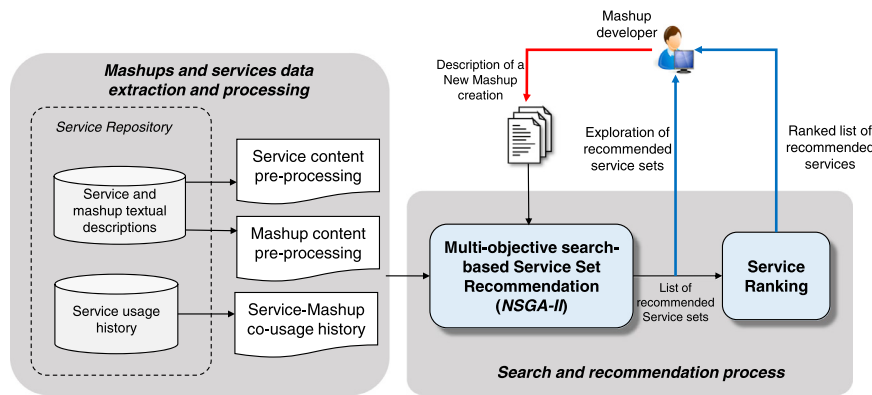 Mashups and services data
extraction and processing
Service Repository
Service and
mashup textual
descriptions
Service usage
history
Service content
pre-processing
Mashup content
pre-processing
Service-Mashup
co-usage history
Mashup
developer
Description of a
New Mashup
creation
Exploration of
recommended
service sets
Ranked list of
recommended
services
Multi-objective search-
based Service Set
Recommendation
(NSGA-II)
List of
recommended
Service sets
Service
Ranking
Search and recommendation process